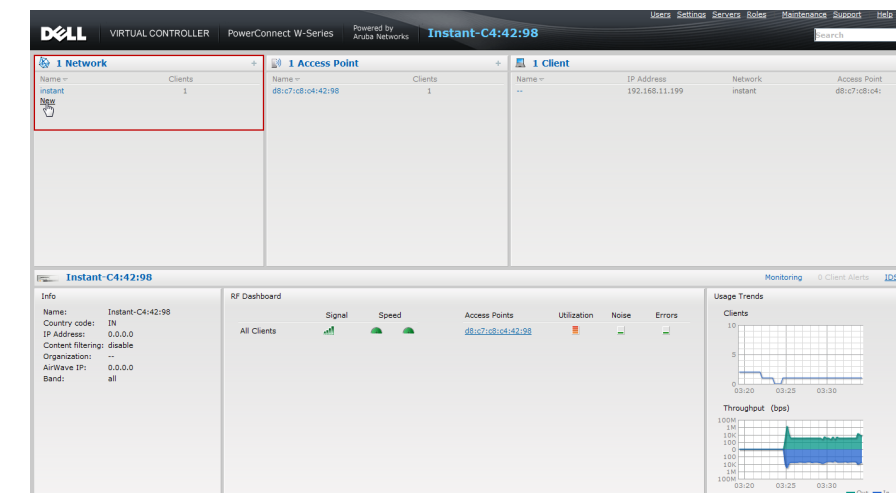 Users Settings Servers Roles Maintenance Support Help
DELL VIRTUAL CONTROLLER PowerConnect W-Series Powered by Aruba Networks Instant-C4:42:98
Search
1 Network +
Name Clients
instant 1
New
1 Access Point +
Name Clients
d8:c7:c8:c4:42:98 1
1 Client
Name IP Address Network Access Point
-- 192.168.11.199 instant d8:c7:c8:c4:
Instant-C4:42:98
Monitoring 0 Client Alerts IDS
Info
Name: Instant-C4:42:98
Country code: IN
IP Address: 0.0.0.0
Content filtering: disable
Organization: --
AirWave IP: 0.0.0.0
Band: all
RF Dashboard
Signal Speed Access Points Utilization Noise Errors
All Clients d8:c7:c8:c4:42:98
Usage Trends
Clients
10
5
0
03:20 03:25 03:30
Throughput (bps)
100M
1M
10K
100
0
100
10K
1M
100M
03:20 03:25 03:30
Out In